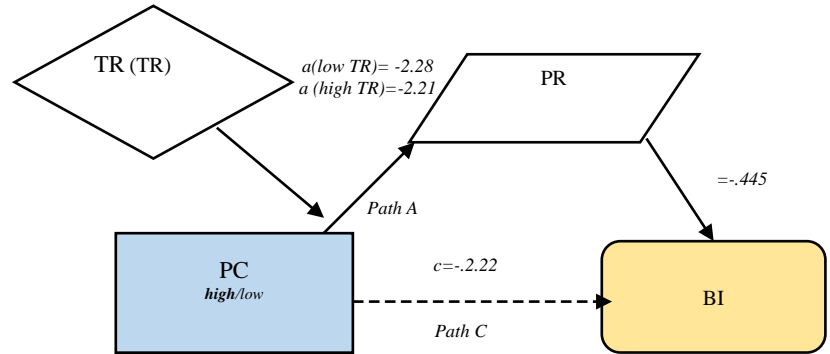 TR (TR)
a(low TR)= -2.28
a (high TR)=-2.21
PR
=-.445
Path A
PC
high/low
c=-.2.22
BI
Path C